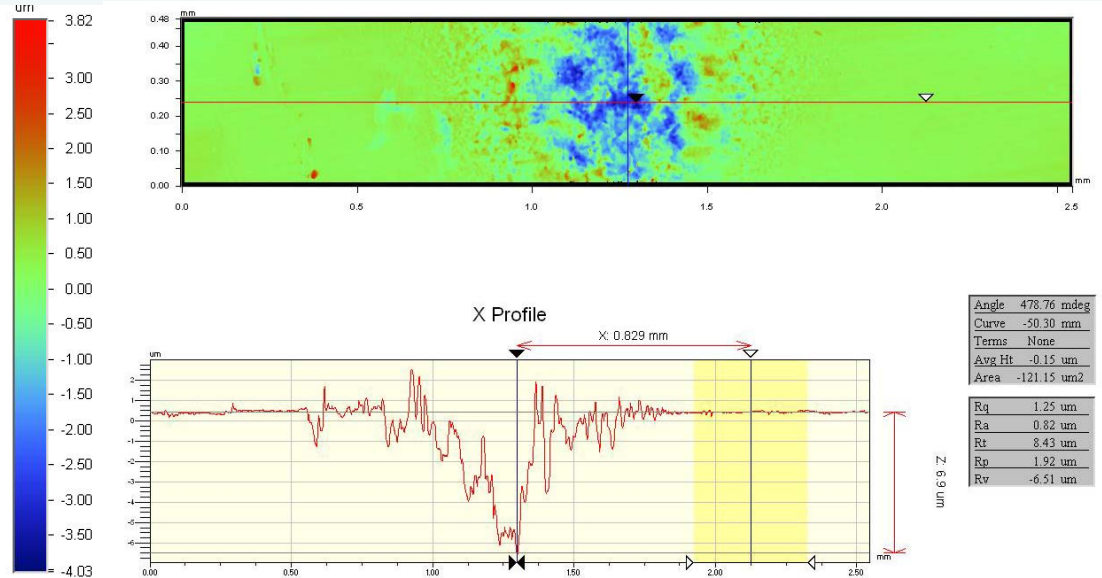 um
3.82
3.00
2.50
2.00
1.50
1.00
0.50
0.00
-0.50
-1.00
-1.50
-2.00
-2.50
-3.00
-3.50
-4.03
mm
0.48
0.40
0.30
0.20
0.10
0.00
0.0 0.5 1.0 1.5 2.0 2.5
mm
X Profile
X: 0.829 mm
um
2
1
0
-1
-2
-3
-4
-5
-6
0.00 0.50 1.00 1.50 2.00 2.50
mm
Z: 6.9 um
Angle 478.76 mdeg
Curve -50.30 mm
Terms None
Avg Ht -0.15 um
Area -121.15 um2
Rq 1.25 um
Ra 0.82 um
Rt 8.43 um
Rp 1.92 um
Rv -6.51 um